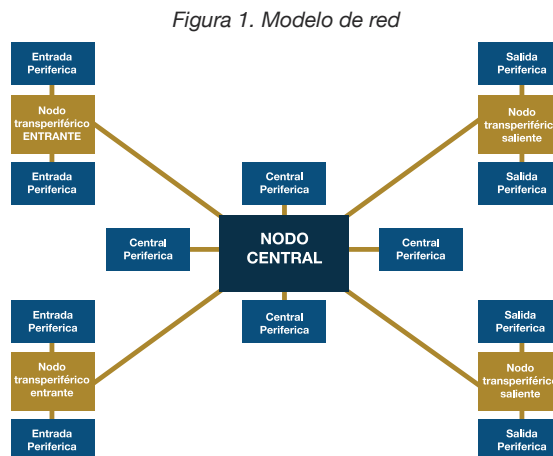 Figura 1. Modelo de red
Entrada
Periferica
Nodo
transperiférico
ENTRANTE
Entrada
Periferica
Salida
Periferica
Nodo
transperiférico
saliente
Salida
Periferica
Central
Periferica
Central
Periferica
NODO
CENTRAL
Central
Periferica
Central
Periferica
Entrada
Periferica
Nodo
transperiférico
entrante
Entrada
Periferica
Salida
Periferica
Nodo
transperiférico
saliente
Salida
Periferica